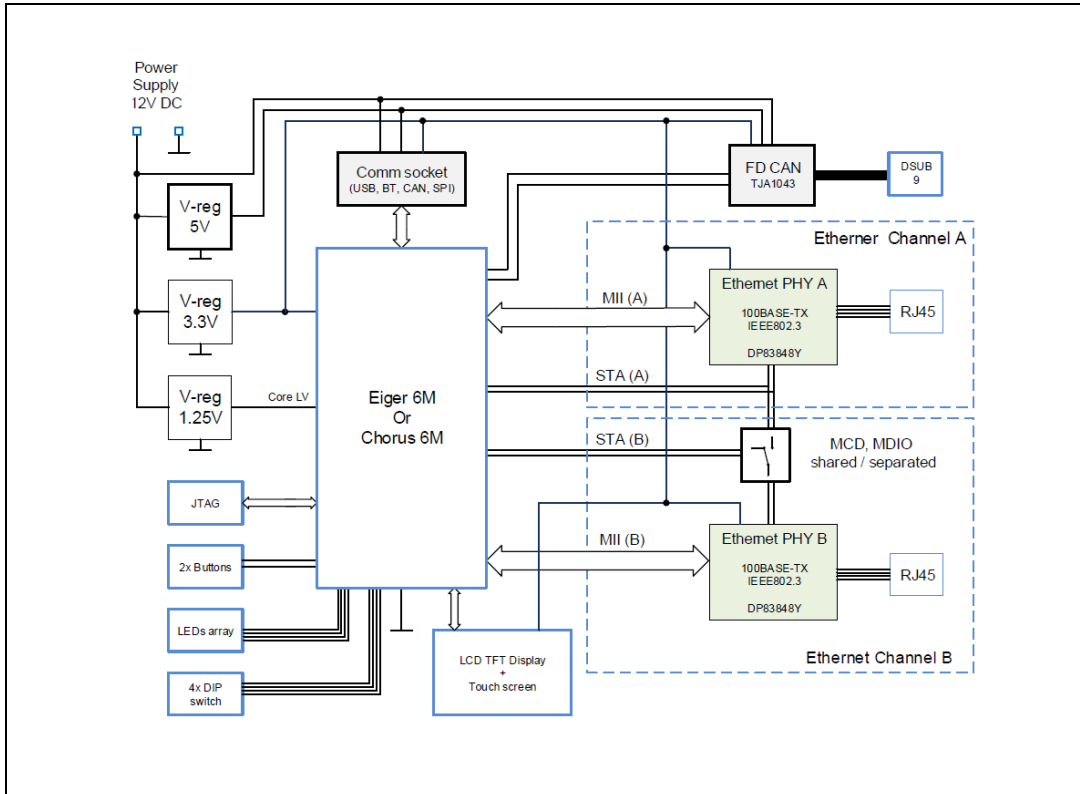 Power
Supply
12V DC
V-reg
5V
V-reg
3.3V
V-reg
1.25V
Core LV
JTAG
2x Buttons
LEDs array
4x DIP
switch
Comm socket
(USB, BT, CAN, SPI)
Eiger 6M
Or
Chorus 6M
LCD TFT Display
+
Touch screen
FD CAN
TJA1043
DSUB
9
Etherner Channel A
MII (A)
Ethernet PHY A
100BASE-TX
IEEE802.3
DP83848Y
RJ45
STA (A)
STA (B)
MCD, MDIO
shared / separated
MII (B)
Ethernet PHY B
100BASE-TX
IEEE802.3
DP83848Y
RJ45
Ethernet Channel B